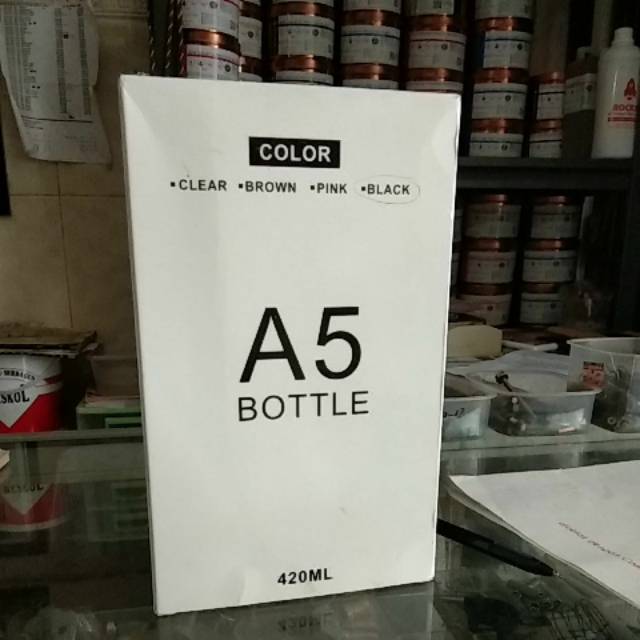 COLOR
▪CLEAR ▪BROWN ▪PINK ▪BLACK
A5
BOTTLE
420ML